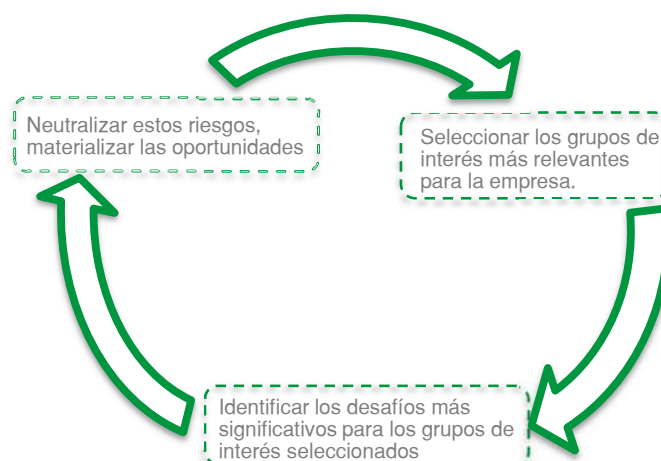 Neutralizar estos riesgos,
materializar las oportunidades
Seleccionar los grupos de
interés más relevantes
para la empresa.
Identificar los desafíos más
significativos para los grupos de
interés seleccionados